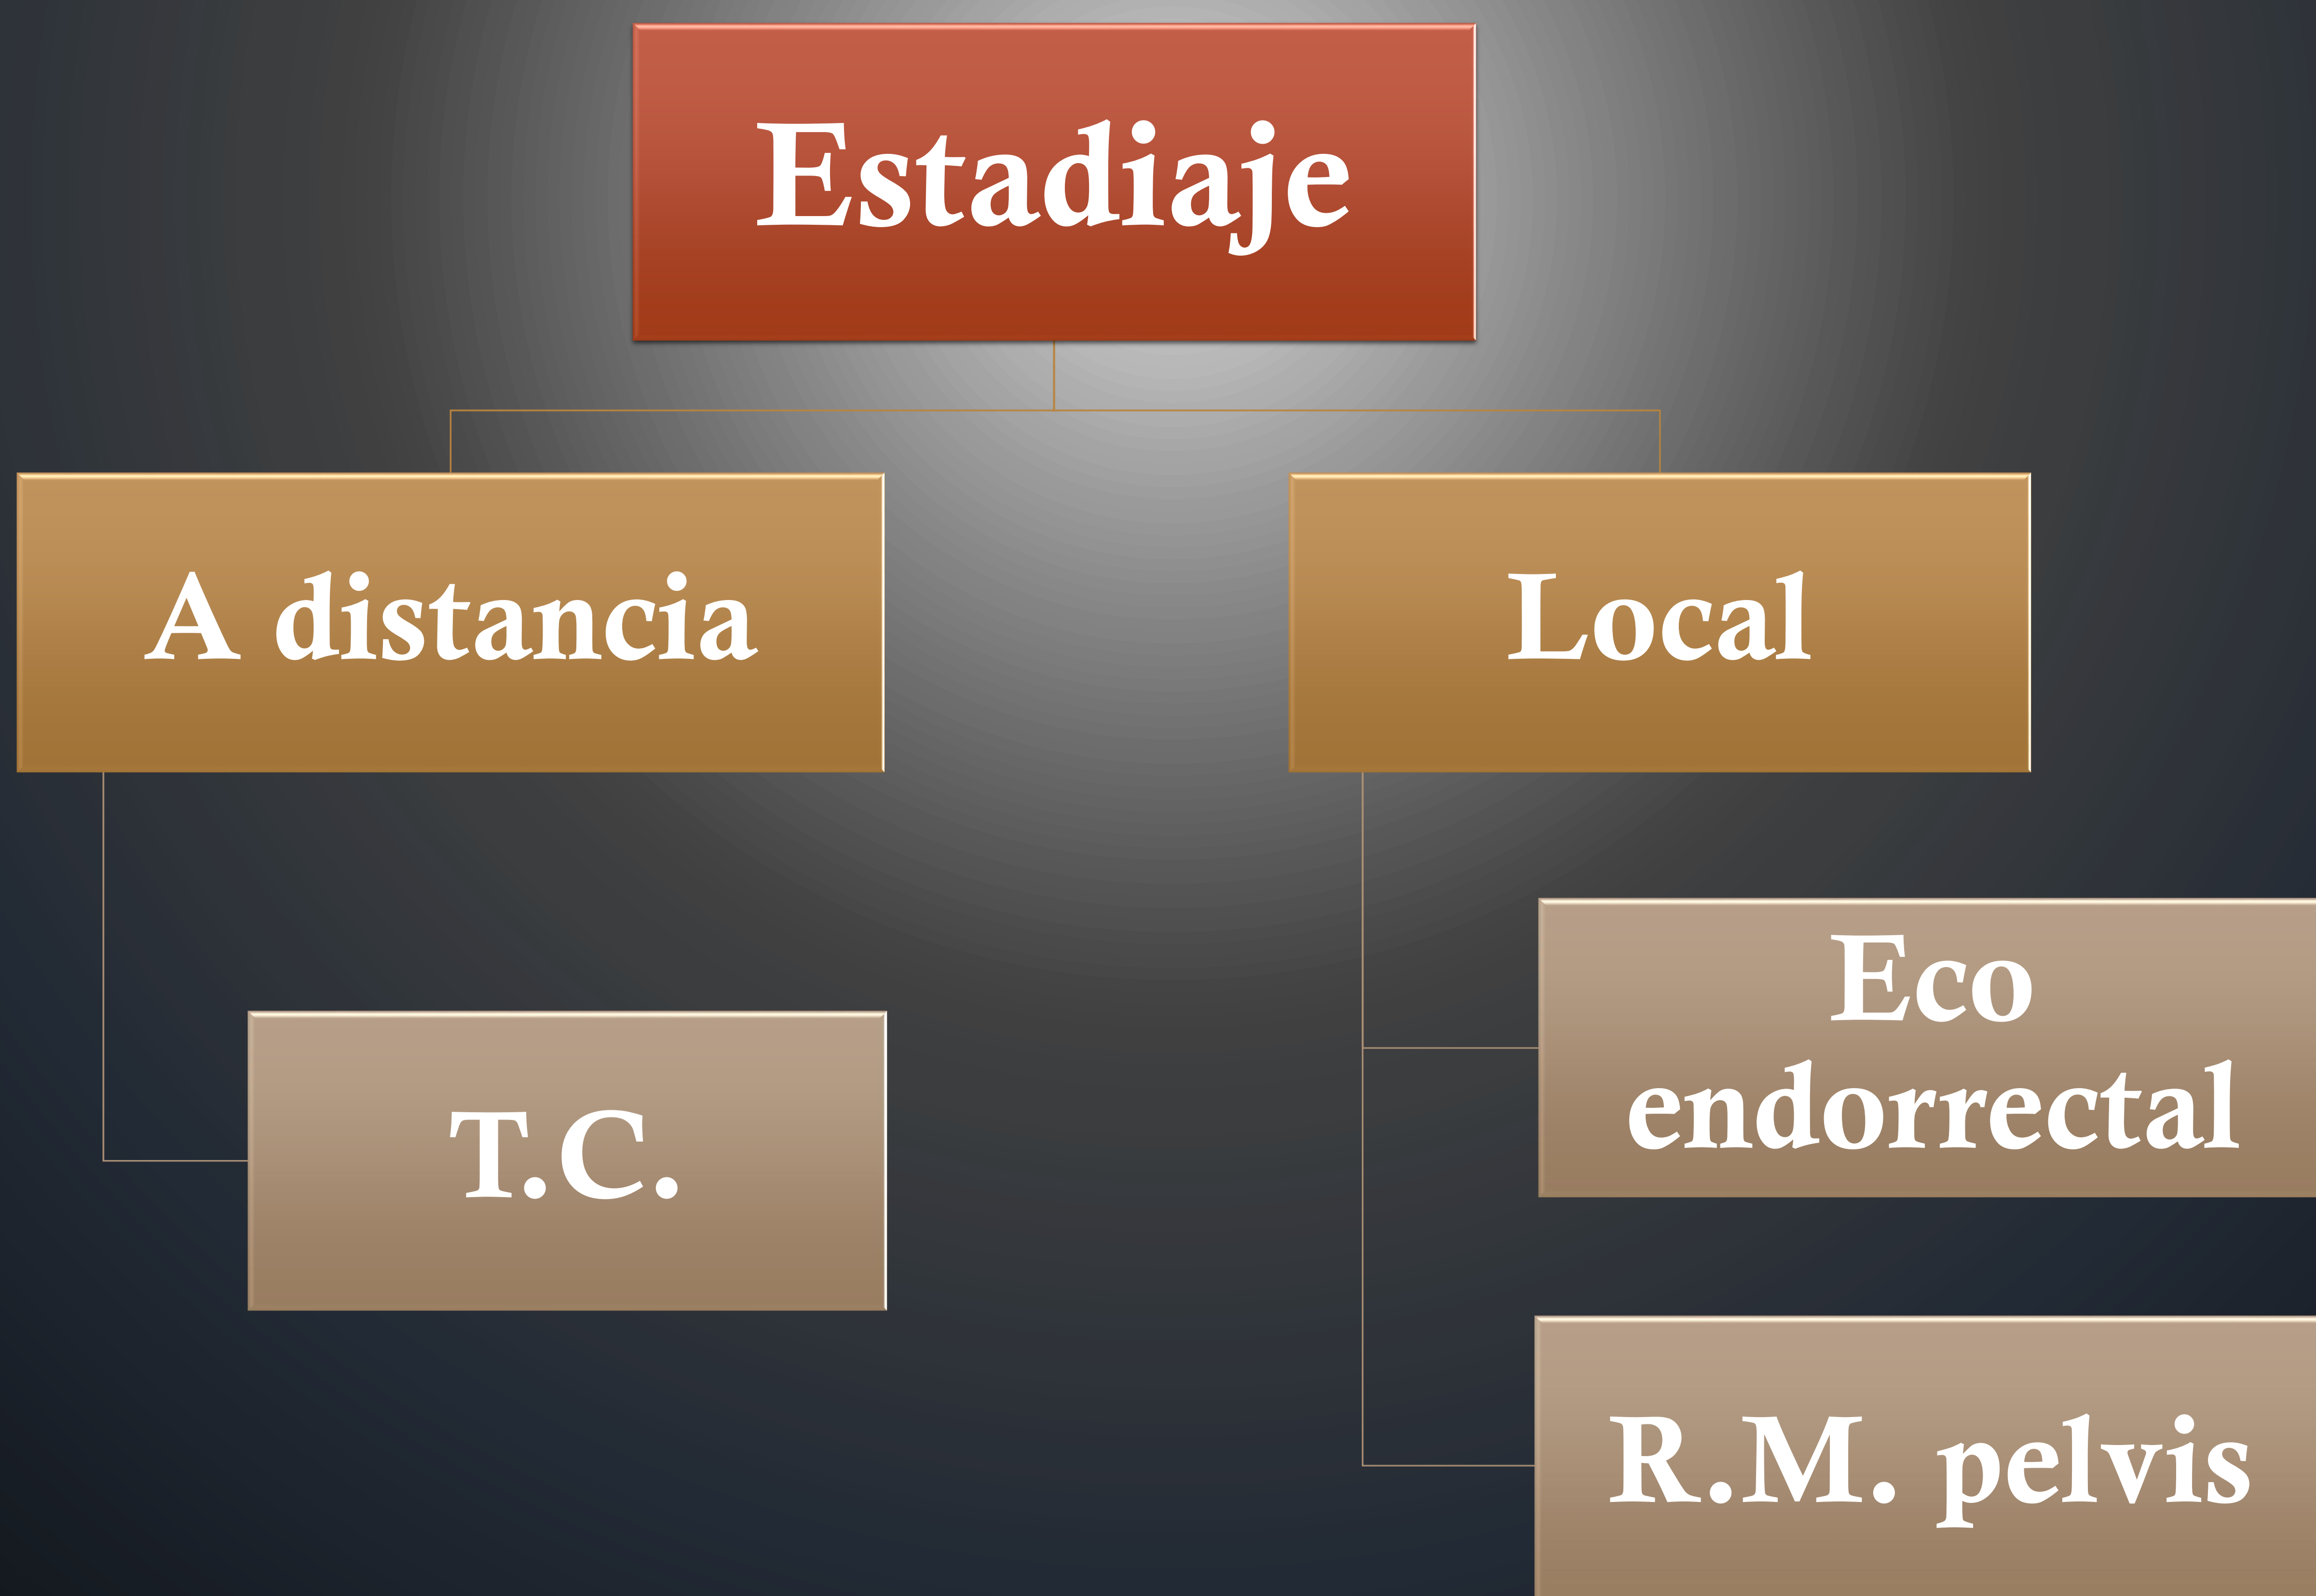 Estadiaje
A distancia
Local
T.C.
Eco
endorrectal
R.M. pelvis